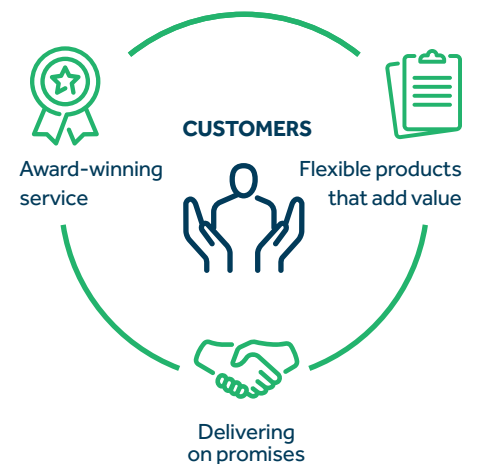 CUSTOMERS
Award-winning
service
Flexible products
that add value
Delivering
on promises